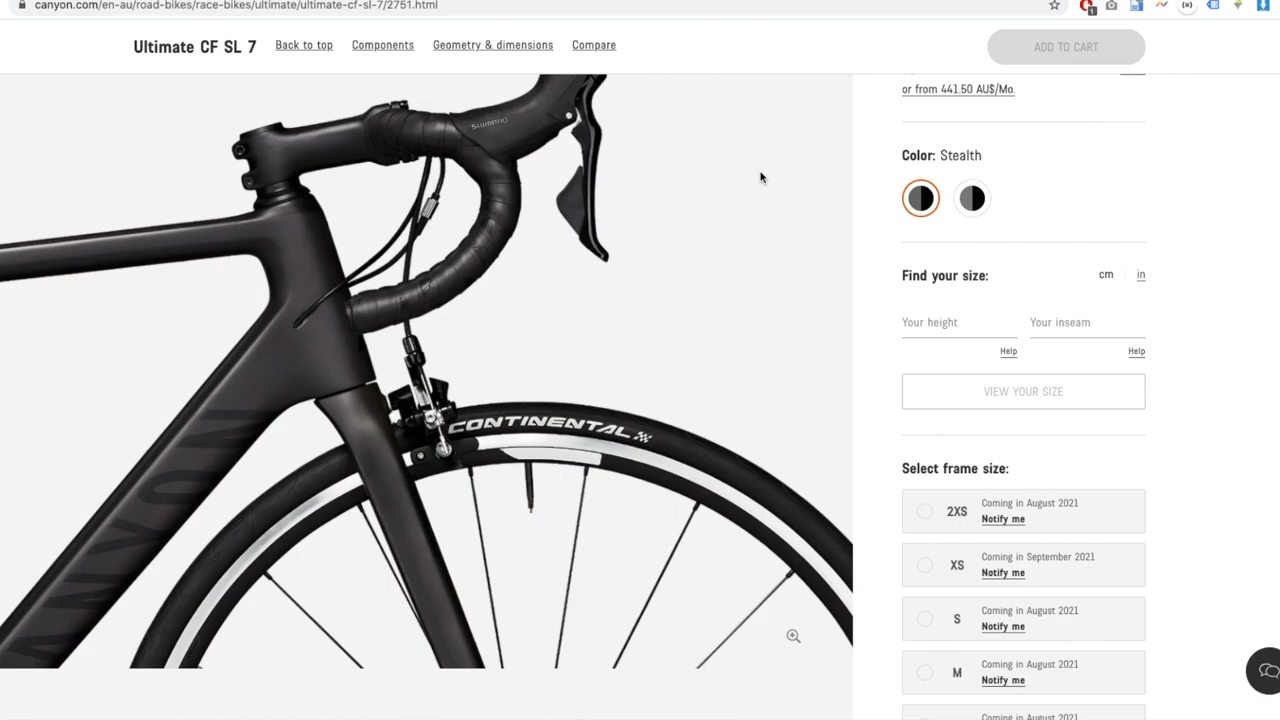 canyon.com/en-au/road-bikes/race-bikes/ultimate/ultimate-cf-sl-7/2751.html
1
Ultimate CF SL 7
Back to top
Components
Geometry & dimensions
Compare
ADD TO CART
or from 441.50 AU$/Mo.
Color: Stealth
Find your size:
cm
in
Your height
Your inseam
Help
Help
VIEW YOUR SIZE
Select frame size:
2XS
Coming in August 2021
Notify me
XS
Coming in September 2021
Notify me
S
Coming in August 2021
Notify me
M
Coming in August 2021
Notify me
SHIMANO
CONTINENTAL
ANYON